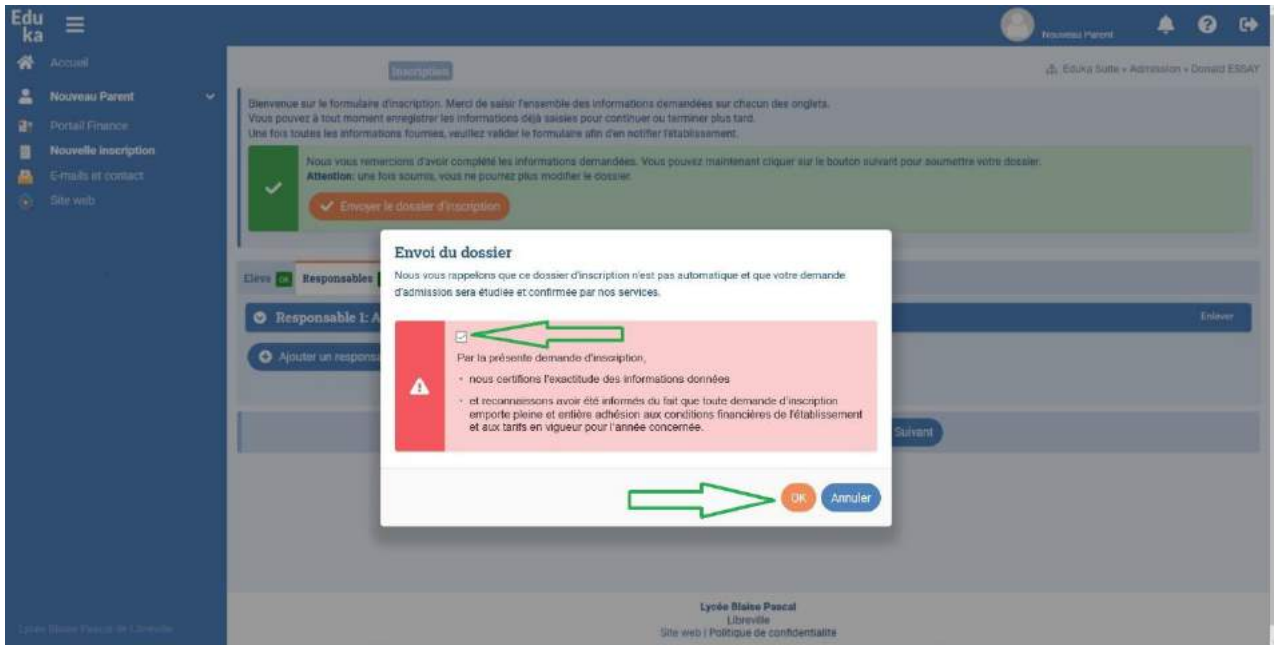 Edu
ka
Nouveau Parent
Accueil
Inscription
Eduka Suite » Admission » Donald ESSAY
Nouveau Parent
Portail Finance
Nouvelle inscription
E-mails et contact
Site web
Bienvenue sur le formulaire d'inscription. Merci de saisir l'ensemble des informations demandées sur chacun des onglets.
Vous pouvez à tout moment enregistrer les informations déjà saisies pour continuer ou terminer plus tard.
Une fois toutes les informations fournies, veuillez valider le formulaire afin d'en notifier l'établissement.
Nous vous remercions d'avoir complété les informations demandées. Vous pouvez maintenant cliquer sur le bouton suivant pour soumettre votre dossier.
Attention: une fois soumis, vous ne pourrez plus modifier le dossier.
Envoyer le dossier d'inscription
Envoi du dossier
Nous vous rappelons que ce dossier d'inscription n'est pas automatique et que votre demande
d'admission sera étudiée et confirmée par nos services.
Elève OK Responsables
Responsable 1: A
Enlever
Ajouter un responsa
Par la présente demande d'inscription,
• nous certifions l'exactitude des informations données
• et reconnaissons avoir été informés du fait que toute demande d'inscription
emporte pleine et entière adhésion aux conditions financières de l'établissement
et aux tarifs en vigueur pour l'année concernée.
Suivant
OK Annuler
Lycée Blaise Pascal
Libreville
Site web | Politique de confidentialité
Lycée Blaise Pascal de Libreville